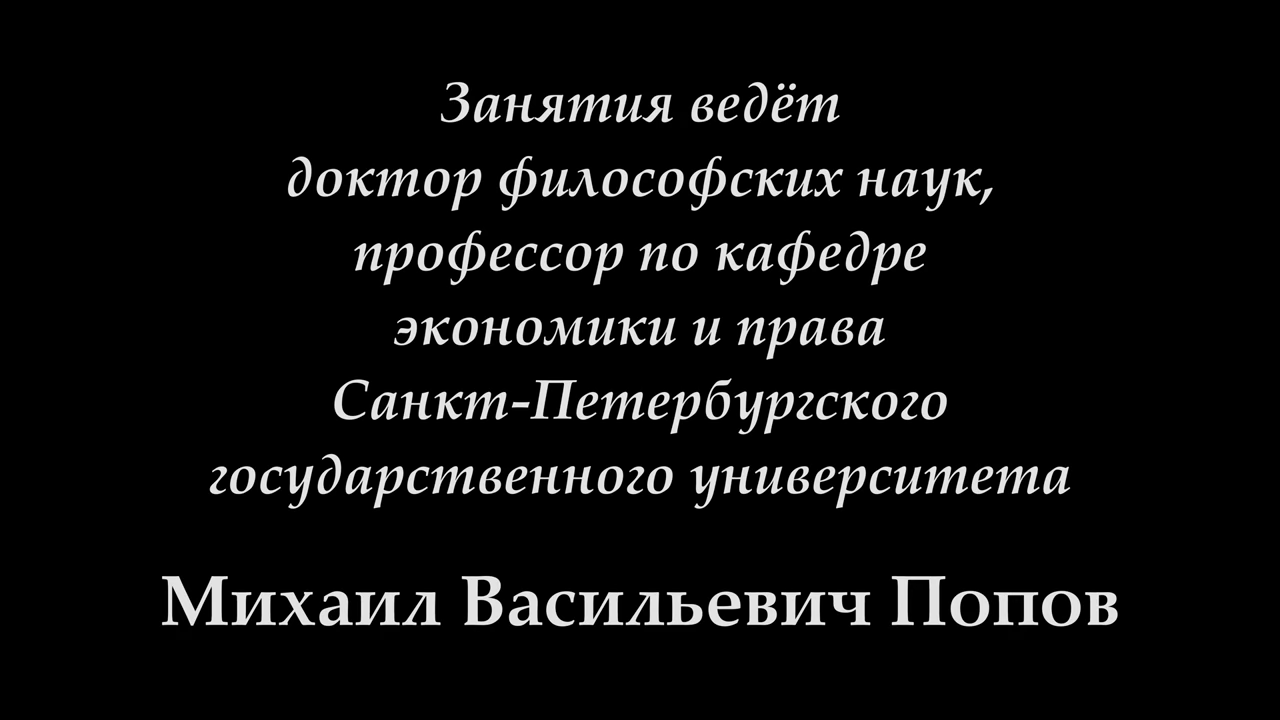 Занятия ведёт
доктор философских наук,
профессор по кафедре
экономики и права
Санкт-Петербургского
государственного университета
Михаил Васильевич Попов